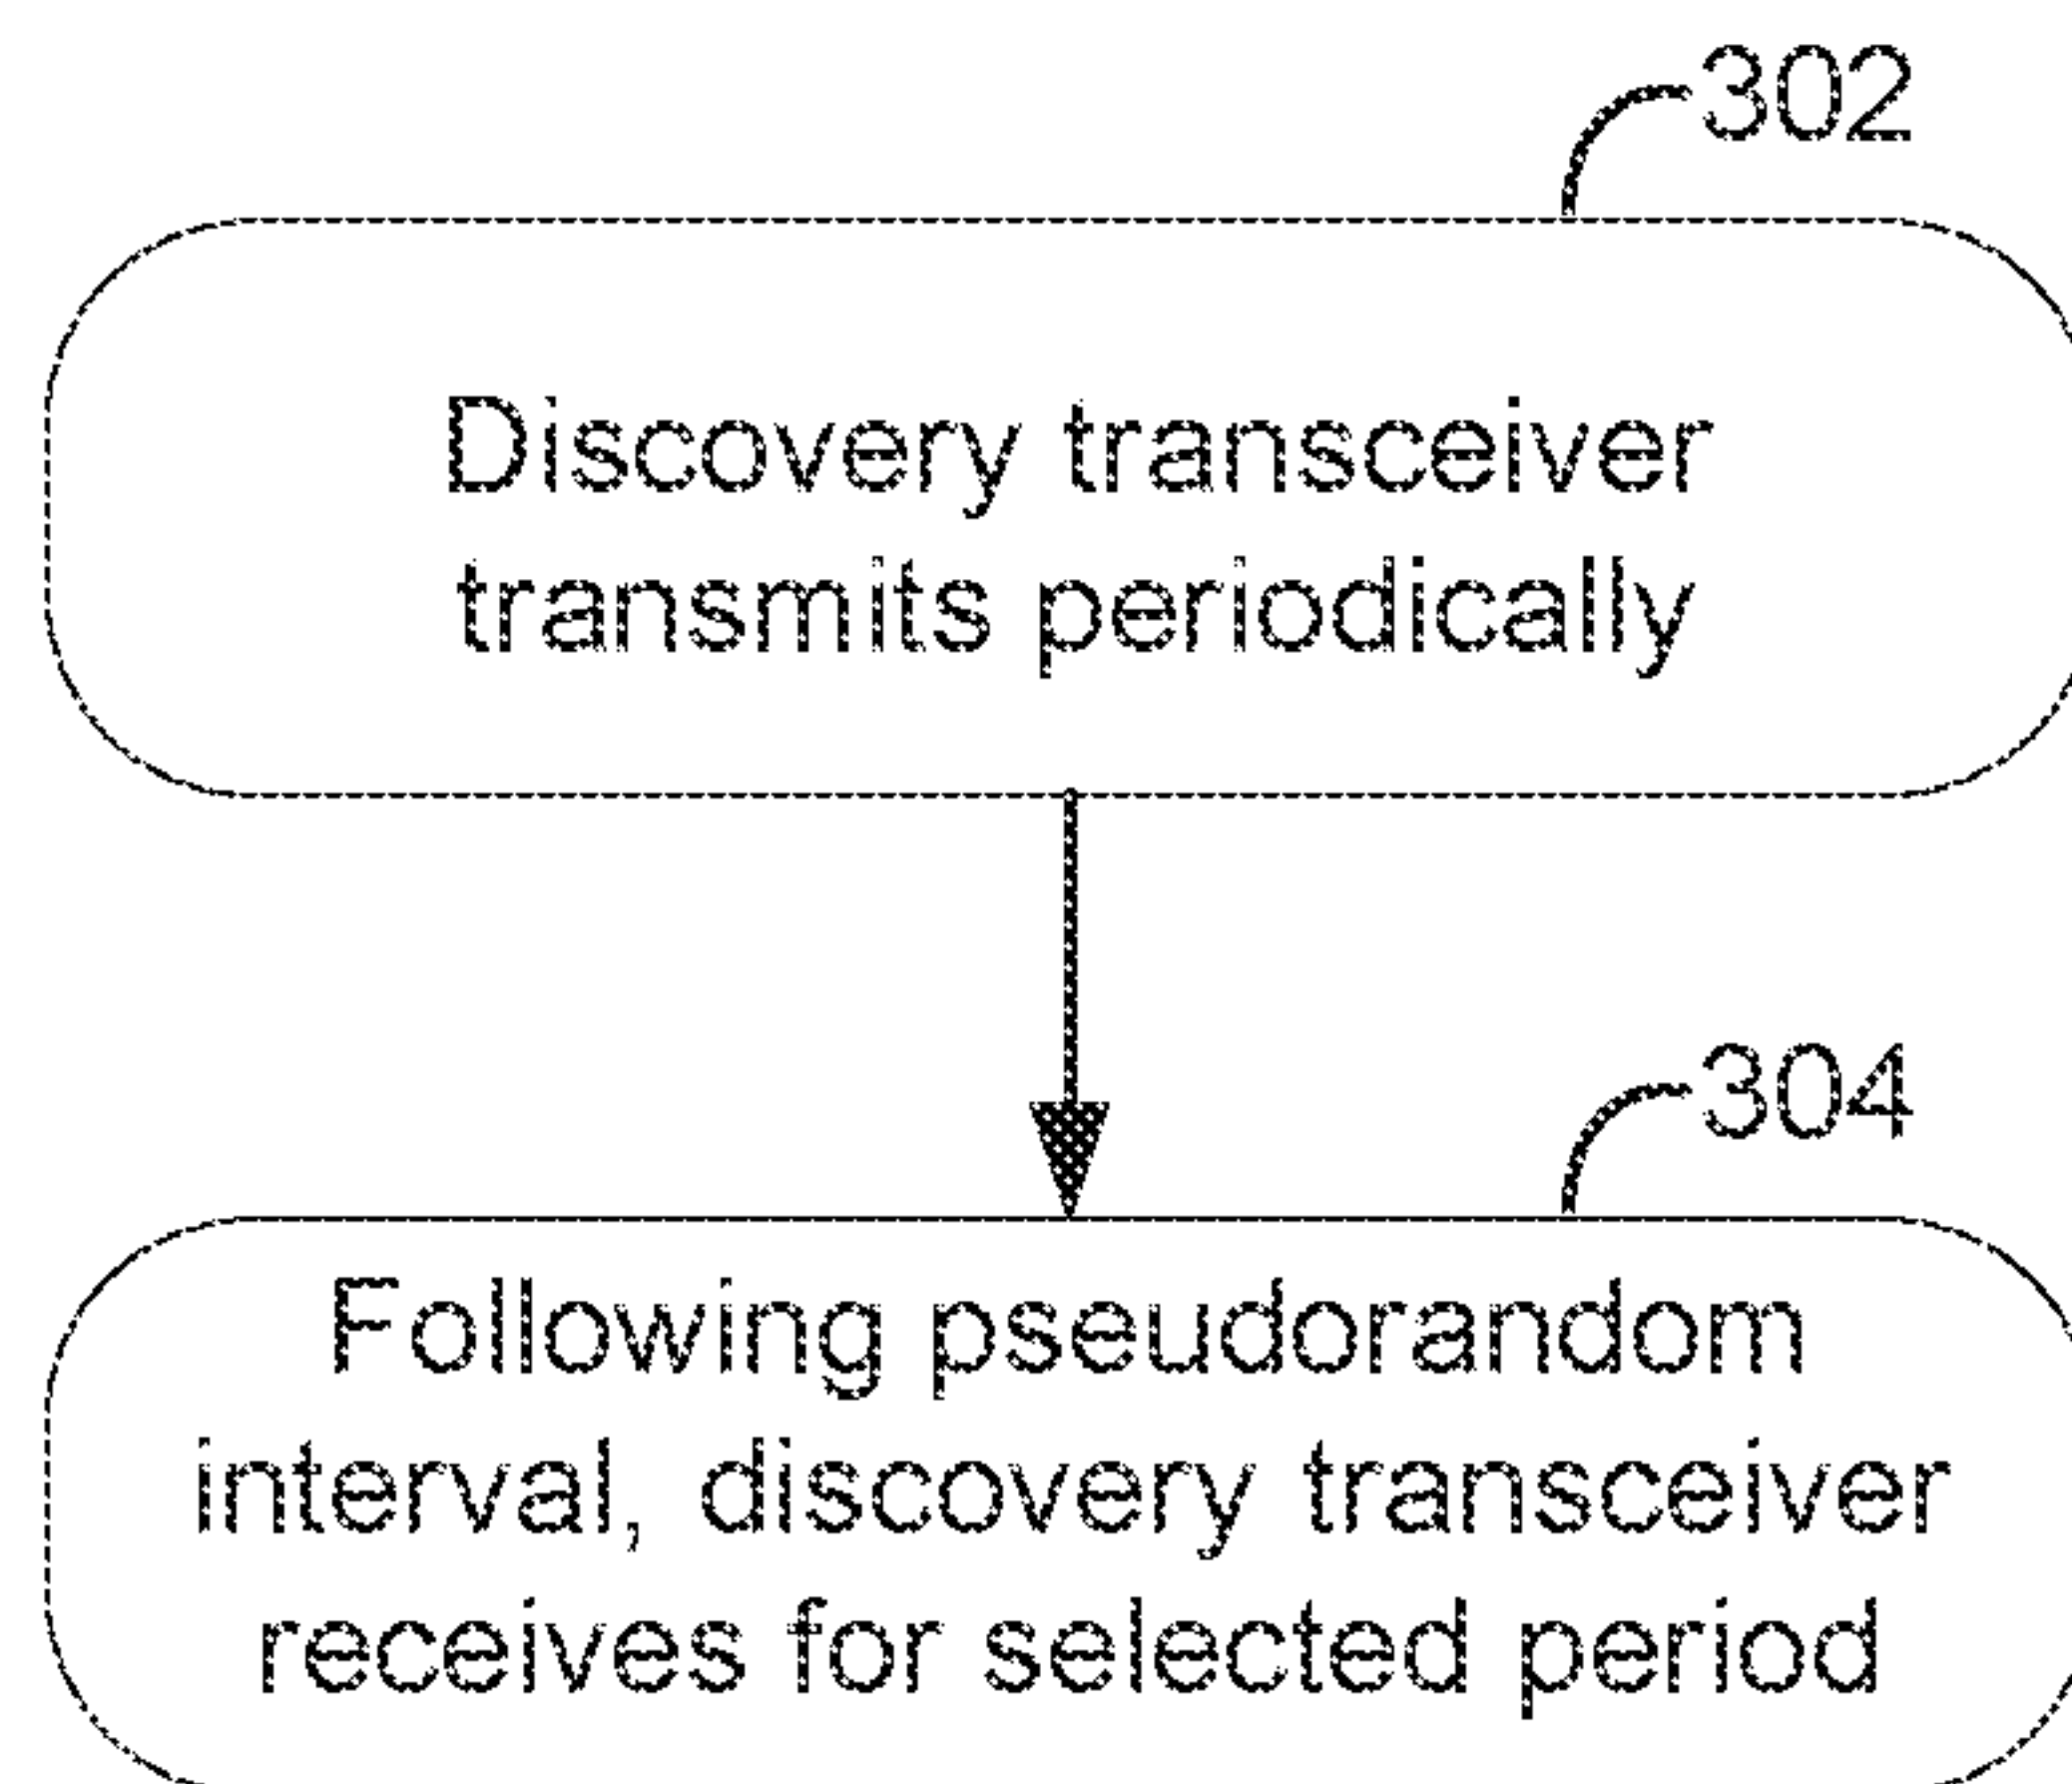 302
Discovery transceiver
transmits periodically
304
Following pseudorandom
interval, discovery transceiver
receives for selected period